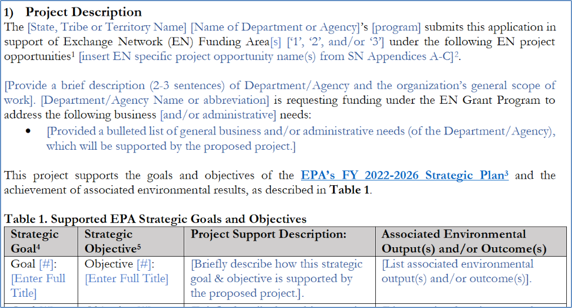 1) Project Description
The [State, Tribe or Territory Name] [Name of Department or Agency]'s [program] submits this application in
support of Exchange Network (EN) Funding Area[s] ['1', '2', and/or '3'] under the following EN project
opportunities¹ [insert EN specific project opportunity name(s) from SN Appendices A-C]².
[Provide a brief description (2-3 sentences) of Department/Agency and the organization's general scope of
work]. [Department/Agency Name or abbreviation] is requesting funding under the EN Grant Program to
address the following business [and/or administrative] needs:
• [Provided a bulleted list of general business and/or administrative needs (of the Department/Agency),
which will be supported by the proposed project.]
This project supports the goals and objectives of the EPA's FY 2022-2026 Strategic Plan³ and the
achievement of associated environmental results, as described in Table 1.
Table 1. Supported EPA Strategic Goals and Objectives
Strategic Goal⁴
Strategic Objective⁵
Project Support Description:
Associated Environmental Output(s) and/or Outcome(s)
Goal [#]:
[Enter Full
Title]
Objective [#]:
[Enter Full Title]
[Briefly describe how this strategic
goal & objective is supported by
the proposed project.].
[List associated environmental
output(s) and/or outcome(s)].